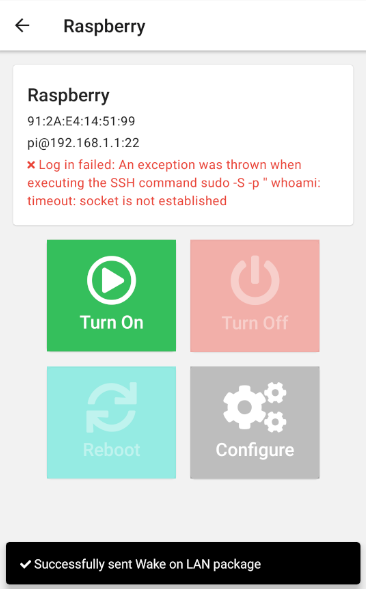 Raspberry
Raspberry
91:2A:E4:14:51:99
pi@192.168.1.1:22
Log in failed: An exception was thrown when
executing the SSH command sudo -S -p '' whoami:
timeout: socket is not established
Turn On
Turn Off
Reboot
Configure
Successfully sent Wake on LAN package